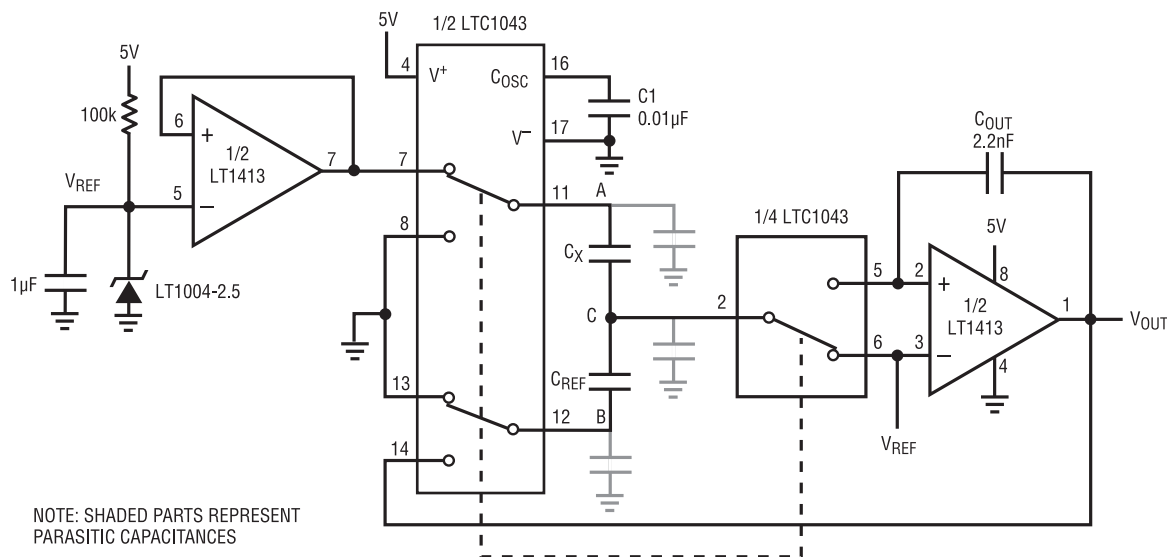 1/2 LTC1043
5V
5V
4
V+
COSC
16
C1
0.01µF
100k
6
+
1/2
LT1413
7
7
V–
17
COUT
2.2nF
VREF
5
–
11
A
1/4 LTC1043
8
CX
5V
1µF
LT1004-2.5
5
2
+
8
C
2
1/2
LT1413
1
VOUT
6
3
–
4
CREF
13
12
B
VREF
14
NOTE: SHADED PARTS REPRESENT
PARASITIC CAPACITANCES